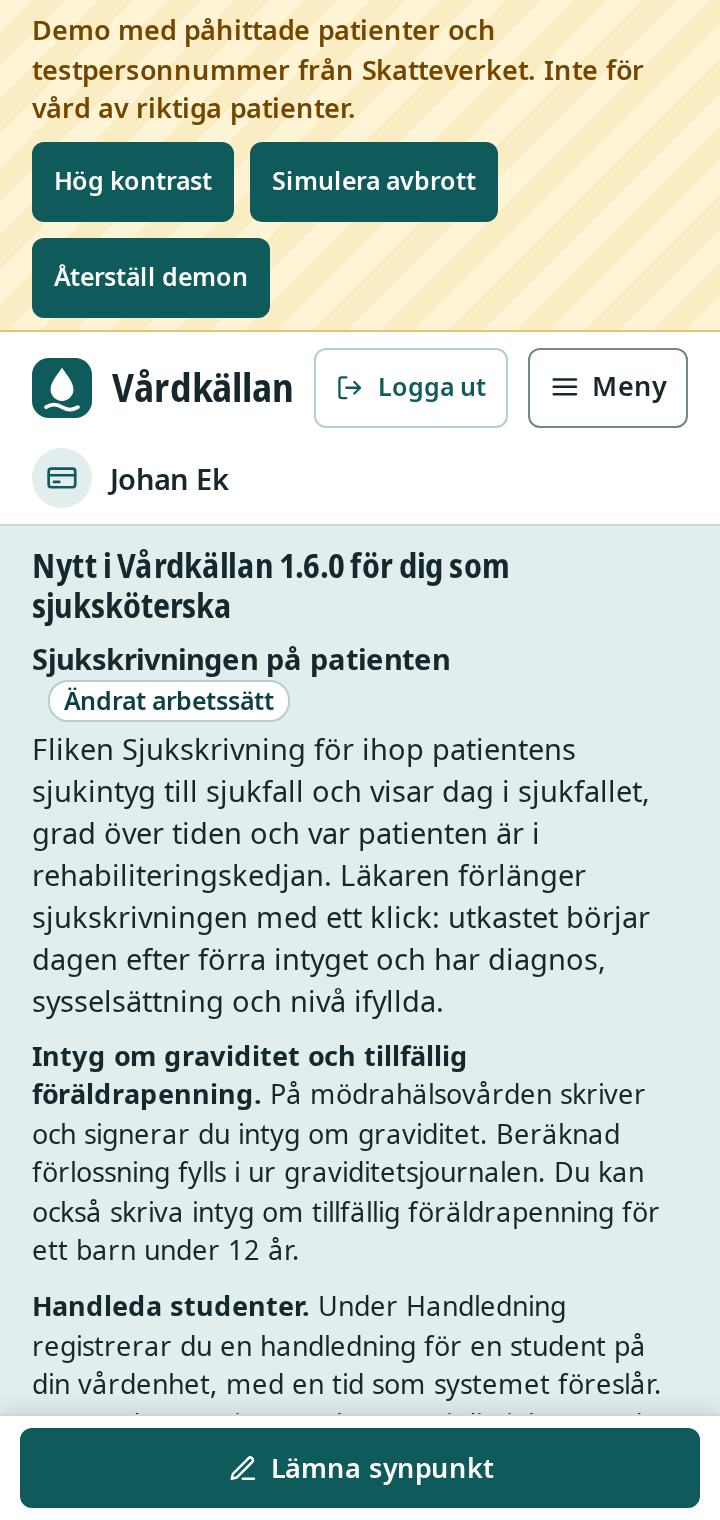 Demo med påhittade patienter och
testpersonnummer från Skatteverket. Inte för
vård av riktiga patienter.
Hög kontrast
Simulera avbrott
Återställ demon
Vårdkällan
Logga ut
Meny
Johan Ek
Nytt i Vårdkällan 1.6.0 för dig som
sjuksköterska
Sjukskrivningen på patienten
Ändrat arbetssätt
Fliken Sjukskrivning för ihop patientens
sjukintyg till sjukfall och visar dag i sjukfallet,
grad över tiden och var patienten är i
rehabiliteringskedjan. Läkaren förlänger
sjukskrivningen med ett klick: utkastet börjar
dagen efter förra intyget och har diagnos,
sysselsättning och nivå ifyllda.
Intyg om graviditet och tillfällig
föräldrapenning. På mödrahälsovården skriver
och signerar du intyg om graviditet. Beräknad
förlossning fylls i ur graviditetsjournalen. Du kan
också skriva intyg om tillfällig föräldrapenning för
ett barn under 12 år.
Handleda studenter. Under Handledning
registrerar du en handledning för en student på
din vårdenhet, med en tid som systemet föreslår.
Lämna synpunkt